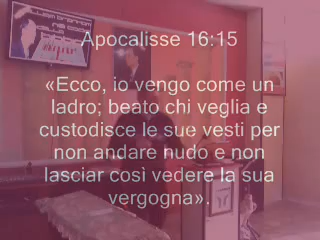 Apocalisse 16:15
«Ecco, io vengo come un
ladro; beato chi veglia e
custodisce le sue vesti per
non andare nudo e non
lasciar così vedere la sua
vergogna».